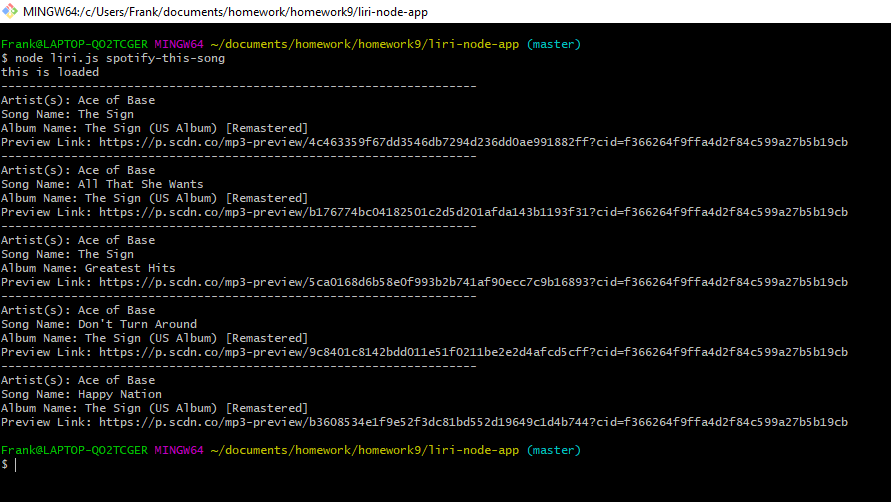 MINGW64:/c/Users/Frank/documents/homework/homework9/liri-node-app
Frank@LAPTOP-QO2TCGER MINGW64 ~/documents/homework/homework9/liri-node-app (master)
$ node liri.js spotify-this-song
this is loaded
--------------------------------------------------------------------
Artist(s): Ace of Base
Song Name: The Sign
Album Name: The Sign (US Album) [Remastered]
Preview Link: https://p.scdn.co/mp3-preview/4c463359f67dd3546db7294d236dd0ae991882ff?cid=f366264f9ffa4d2f84c599a27b5b19cb
--------------------------------------------------------------------
Artist(s): Ace of Base
Song Name: All That She Wants
Album Name: The Sign (US Album) [Remastered]
Preview Link: https://p.scdn.co/mp3-preview/b176774bc04182501c2d5d201afda143b1193f31?cid=f366264f9ffa4d2f84c599a27b5b19cb
--------------------------------------------------------------------
Artist(s): Ace of Base
Song Name: The Sign
Album Name: Greatest Hits
Preview Link: https://p.scdn.co/mp3-preview/5ca0168d6b58e0f993b2b741af90ecc7c9b16893?cid=f366264f9ffa4d2f84c599a27b5b19cb
--------------------------------------------------------------------
Artist(s): Ace of Base
Song Name: Don't Turn Around
Album Name: The Sign (US Album) [Remastered]
Preview Link: https://p.scdn.co/mp3-preview/9c8401c8142bdd011e51f0211be2e2d4afcd5cff?cid=f366264f9ffa4d2f84c599a27b5b19cb
--------------------------------------------------------------------
Artist(s): Ace of Base
Song Name: Happy Nation
Album Name: The Sign (US Album) [Remastered]
Preview Link: https://p.scdn.co/mp3-preview/b3608534e1f9e52f3dc81bd552d19649c1d4b744?cid=f366264f9ffa4d2f84c599a27b5b19cb
Frank@LAPTOP-QO2TCGER MINGW64 ~/documents/homework/homework9/liri-node-app (master)
$